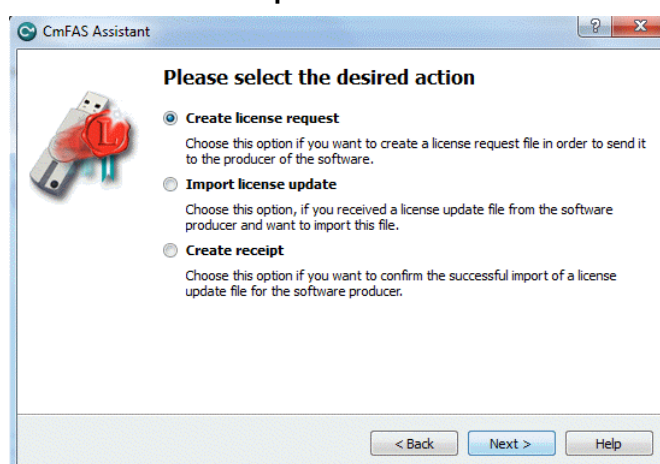 CmFAS Assistant
Please select the desired action
Create license request
Choose this option if you want to create a license request file in order to send it
to the producer of the software.
Import license update
Choose this option, if you received a license update file from the software
producer and want to import this file.
Create receipt
Choose this option if you want to confirm the successful import of a license
update file for the software producer.
< Back Next > Help